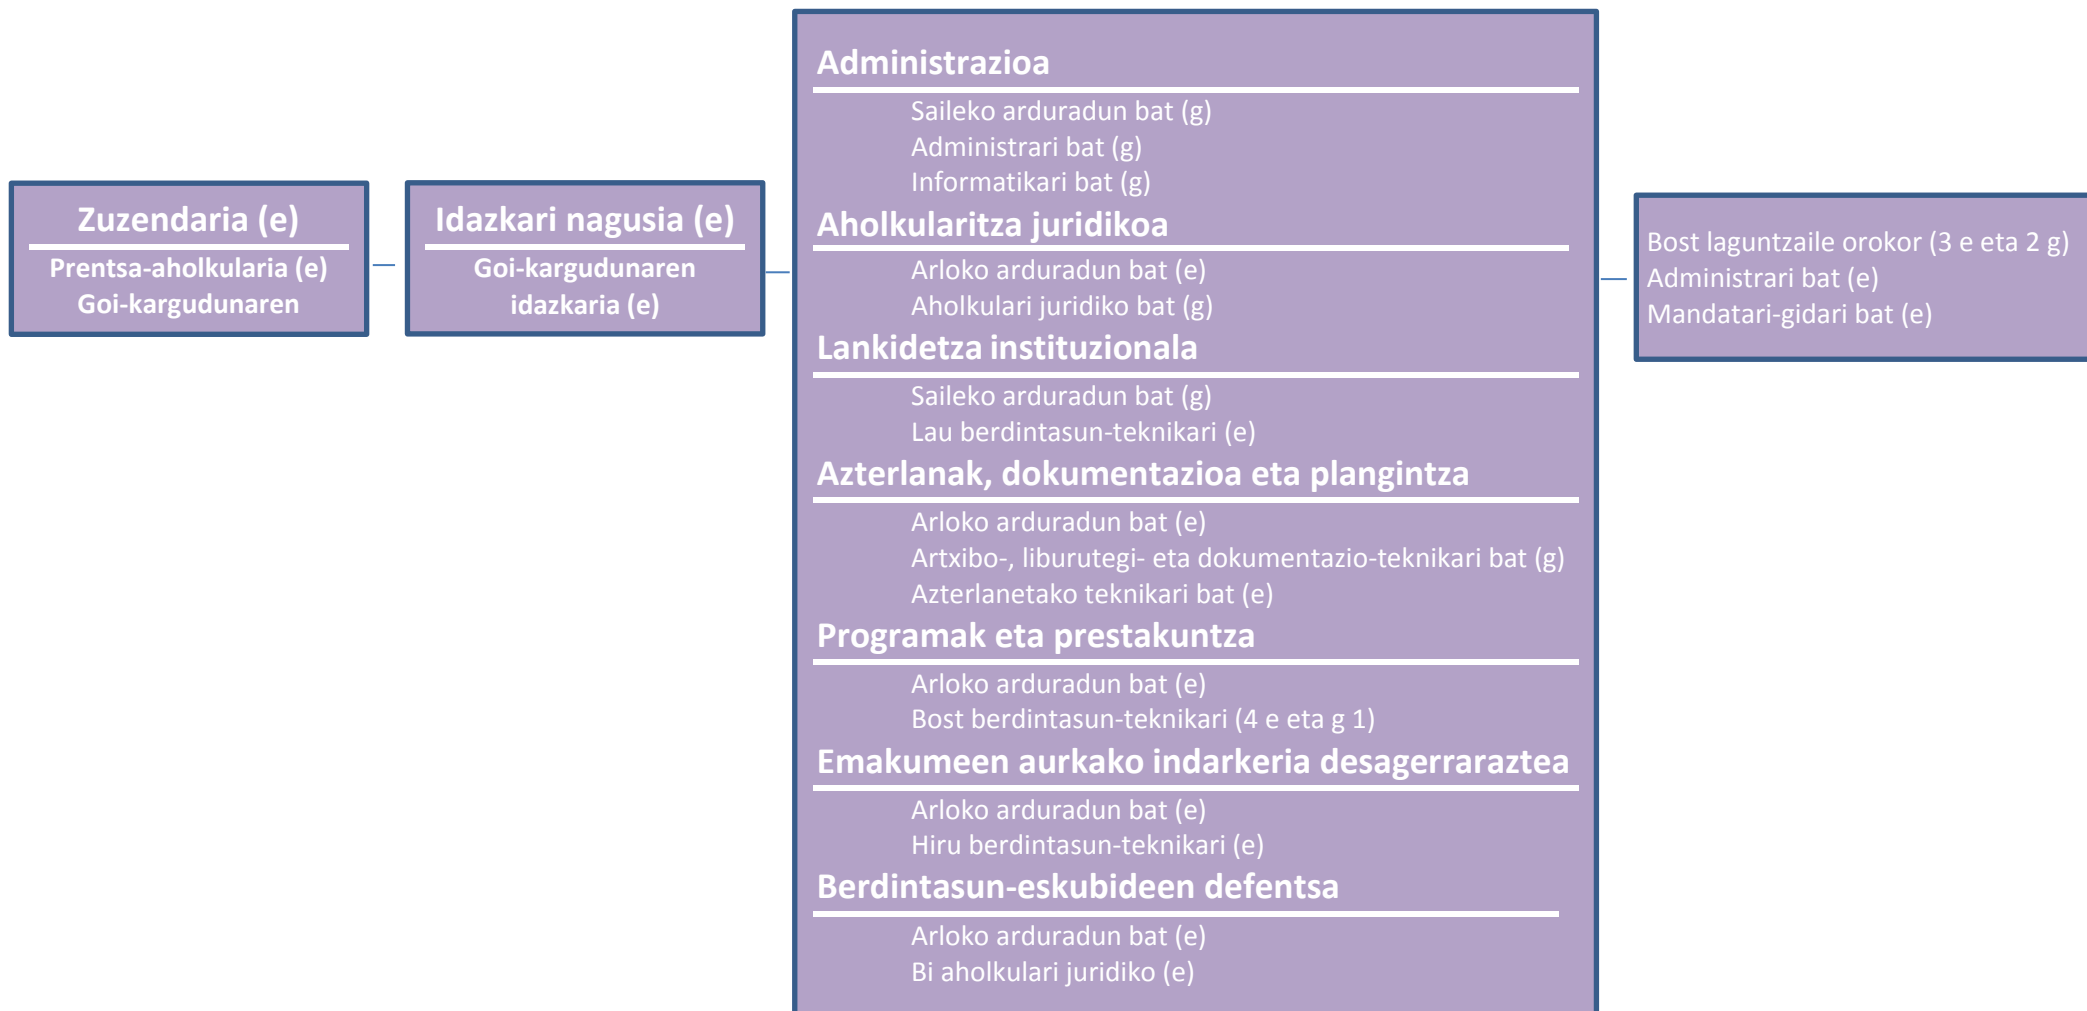 Zuzendaria (e)
Prentsa-aholkularia (e)
Goi-kargudunaren
Idazkari nagusia (e)
Goi-kargudunaren
idazkaria (e)
Administrazioa
Saileko arduradun bat (g)
Administrari bat (g)
Informatikari bat (g)
Aholkularitza juridikoa
Arloko arduradun bat (e)
Aholkulari juridiko bat (g)
Lankidetza instituzionala
Saileko arduradun bat (g)
Lau berdintasun-teknikari (e)
Azterlanak, dokumentazioa eta plangintza
Arloko arduradun bat (e)
Artxibo-, liburutegi- eta dokumentazio-teknikari bat (g)
Azterlanetako teknikari bat (e)
Programak eta prestakuntza
Arloko arduradun bat (e)
Bost berdintasun-teknikari (4 e eta g 1)
Emakumeen aurkako indarkeria desagerraraztea
Arloko arduradun bat (e)
Hiru berdintasun-teknikari (e)
Berdintasun-eskubideen defentsa
Arloko arduradun bat (e)
Bi aholkulari juridiko (e)
Bost laguntzaile orokor (3 e eta 2 g)
Administrari bat (e)
Mandatari-gidari bat (e)